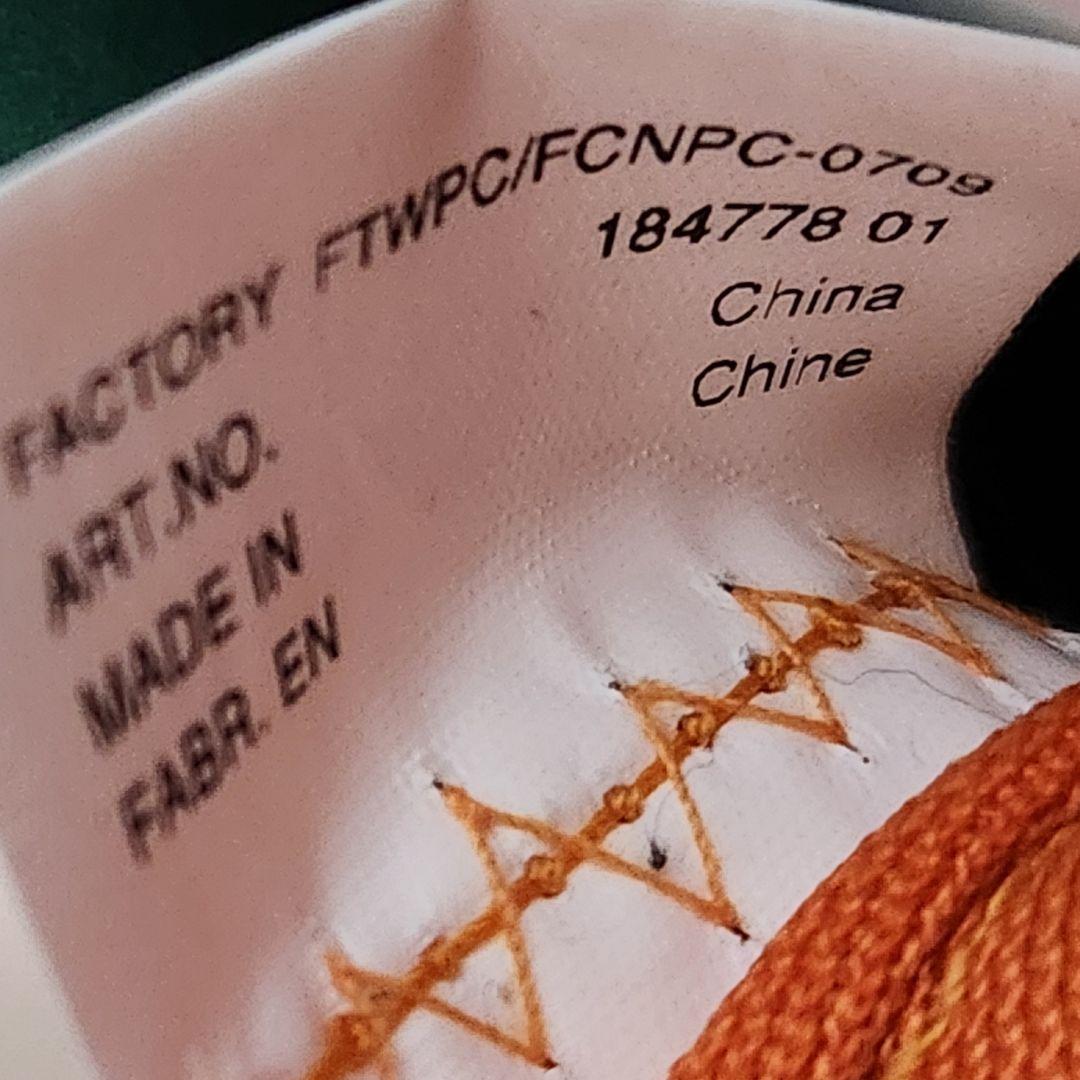 FACTORY FTWPC/FCNPC-0709
ART.NO. 184778 01
MADE IN China
FABR. EN Chine